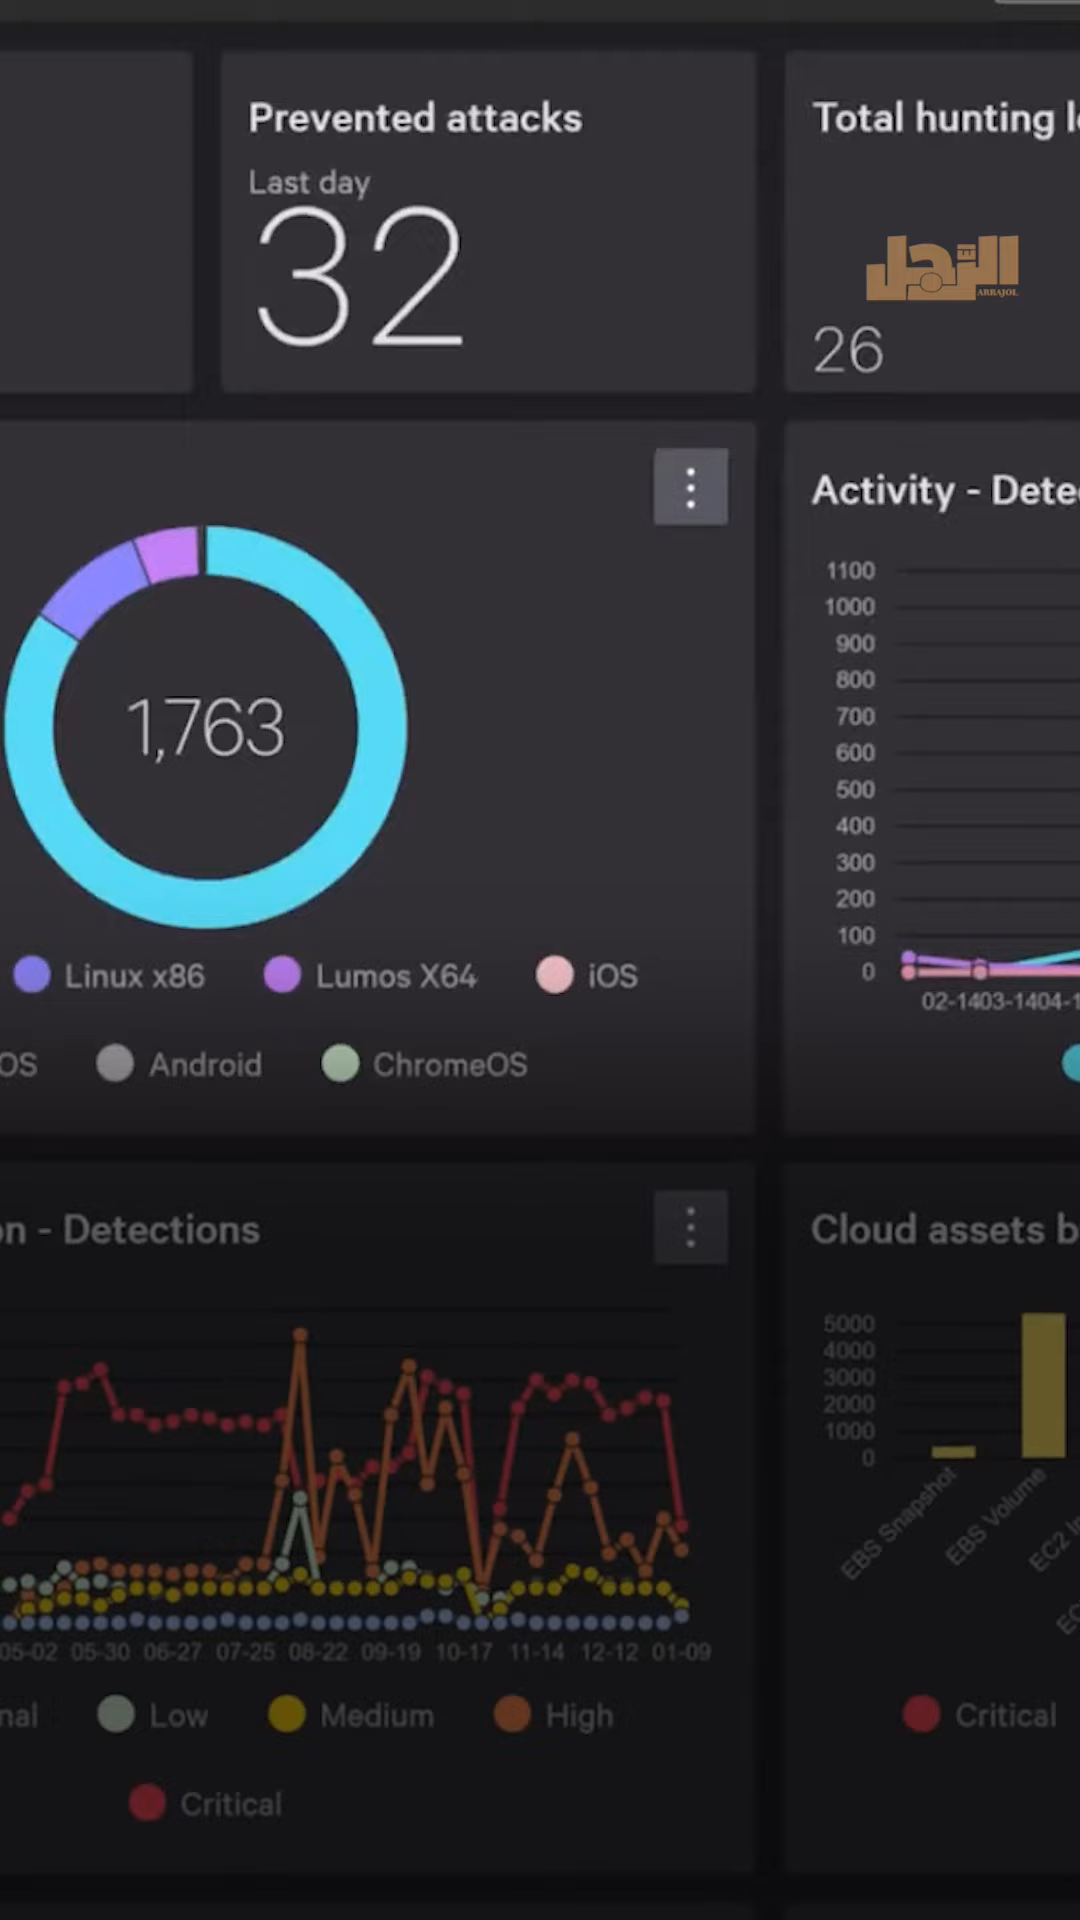 Prevented attacks
Last day
32
Total hunting
الرجل
ARRAJOL
26
1,763
Linux x86
Lumos X64
iOS
OS
Android
ChromeOS
Activity - Dete
1100
1000
900
800
700
600
500
400
300
200
100
0
02-1403-1404-1
on - Detections
05-02 05-30 06-27 07-25 08-22 09-19 10-17 11-14 12-12 01-09
nal
Low
Medium
High
Critical
Cloud assets b
5000
4000
3000
2000
1000
0
EBS Snapshot
EBS Volume
EC2 In
EC
Critical